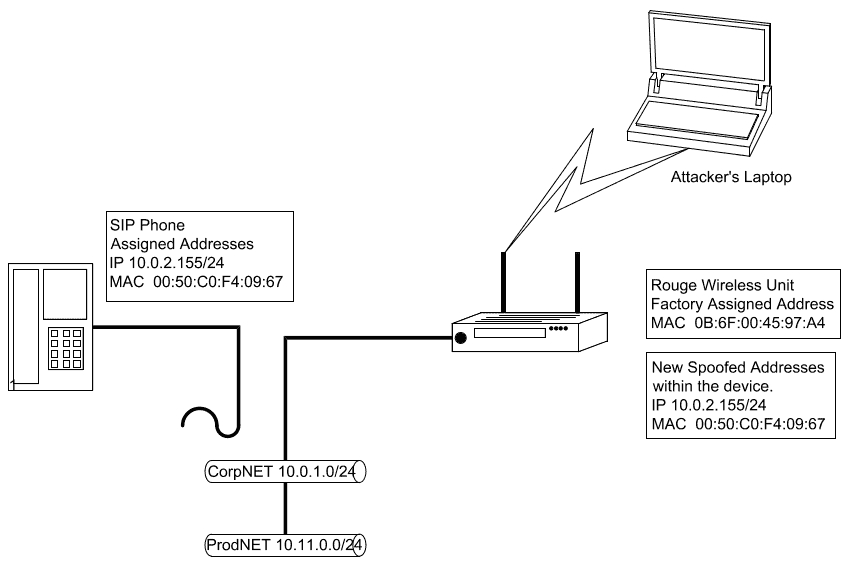 Attacker's Laptop
SIP Phone
Assigned Addresses
IP 10.0.2.155/24
MAC 00:50:C0:F4:09:67
Rouge Wireless Unit
Factory Assigned Address
MAC 0B:6F:00:45:97:A4
New Spoofed Addresses
within the device.
IP 10.0.2.155/24
MAC 00:50:C0:F4:09:67
CorpNET 10.0.1.0/24
ProdNET 10.11.0.0/24